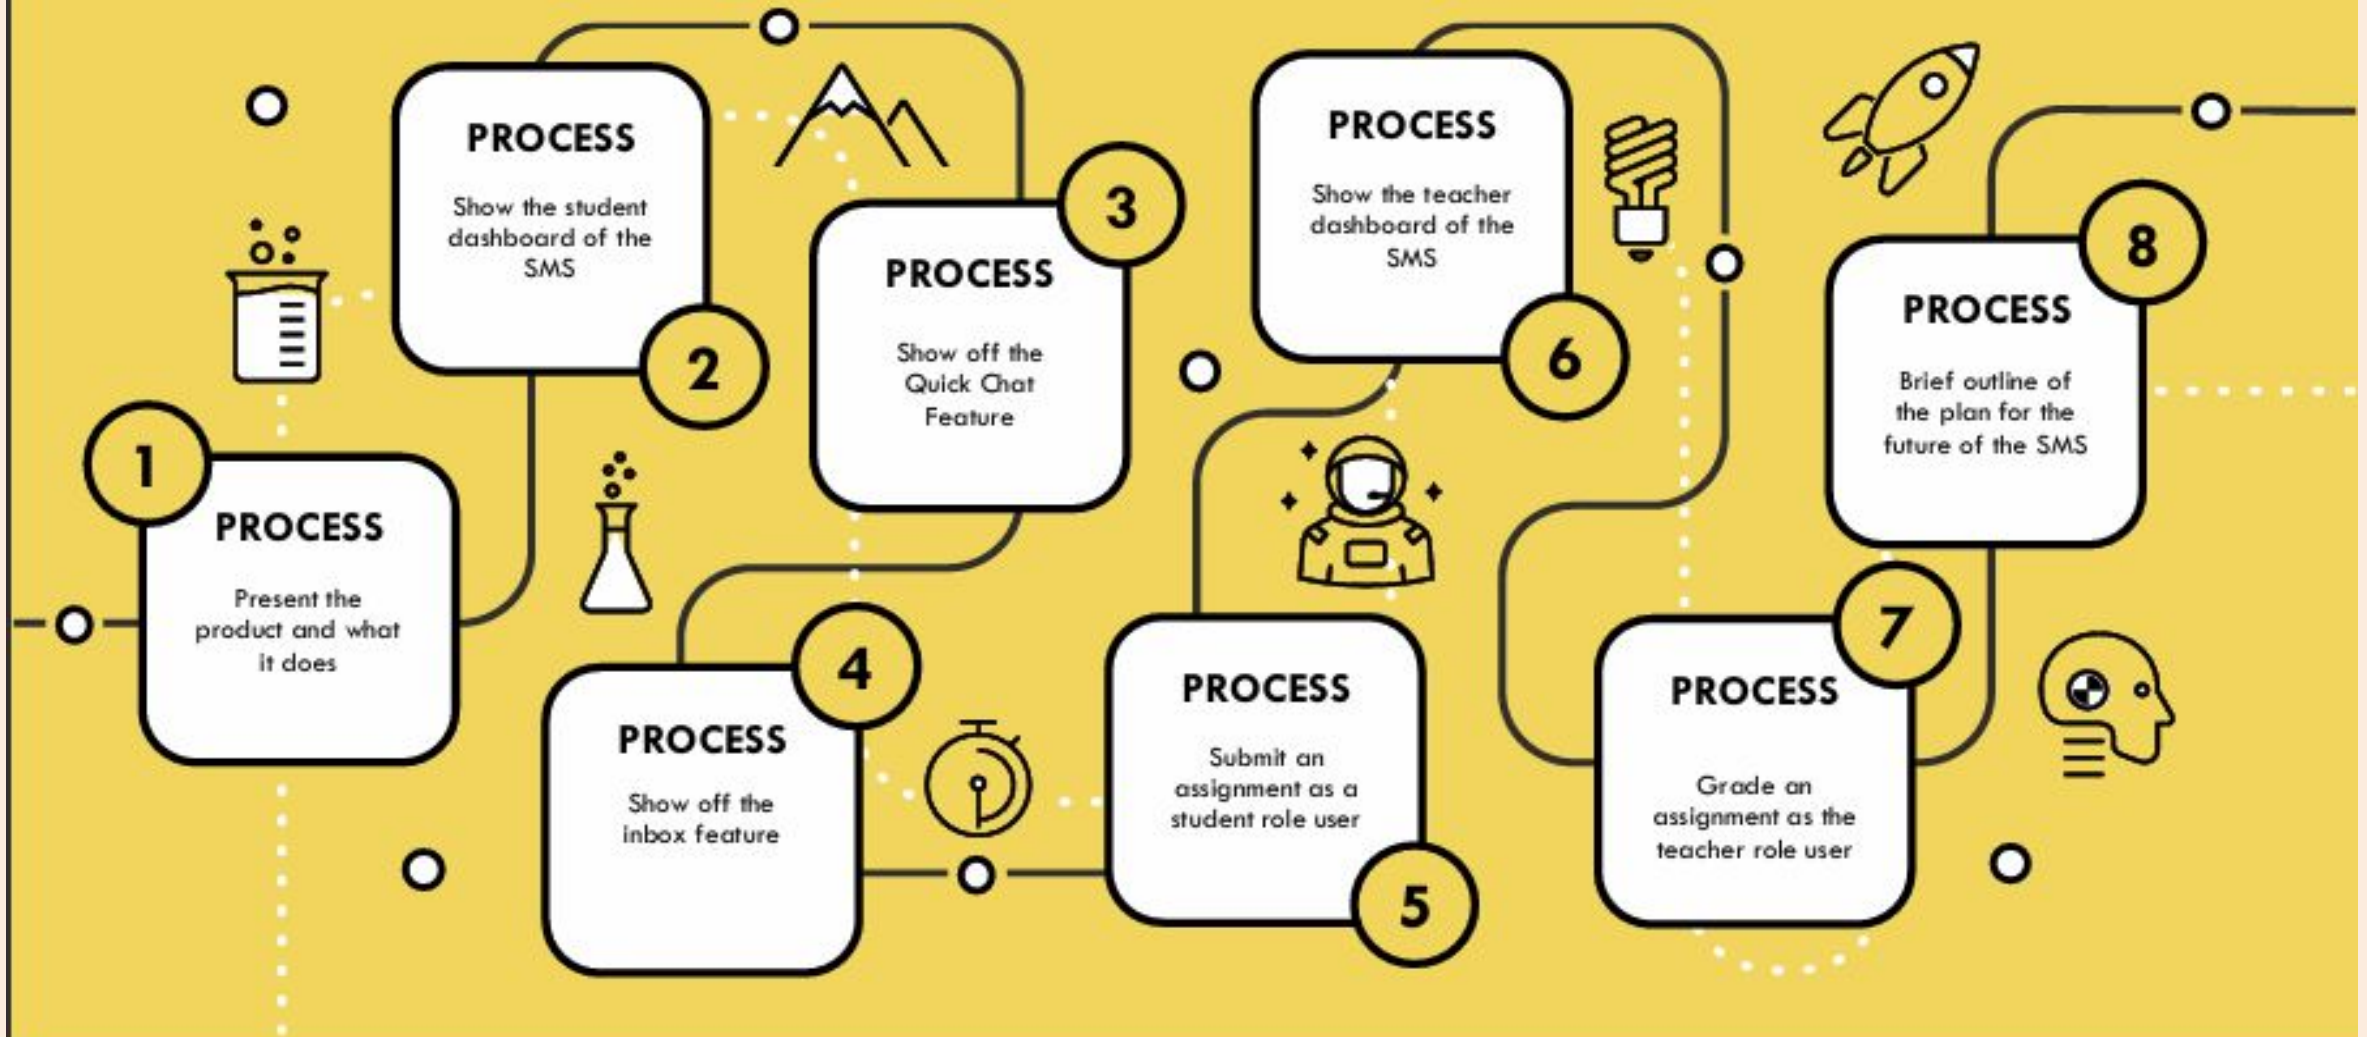 1
PROCESS
Present the
product and what
it does
2
PROCESS
Show the student
dashboard of the
SMS
3
PROCESS
Show off the
Quick Chat
Feature
4
PROCESS
Show off the
inbox feature
5
PROCESS
Submit an
assignment as a
student role user
6
PROCESS
Show the teacher
dashboard of the
SMS
7
PROCESS
Grade an
assignment as the
teacher role user
8
PROCESS
Brief outline of
the plan for the
future of the SMS